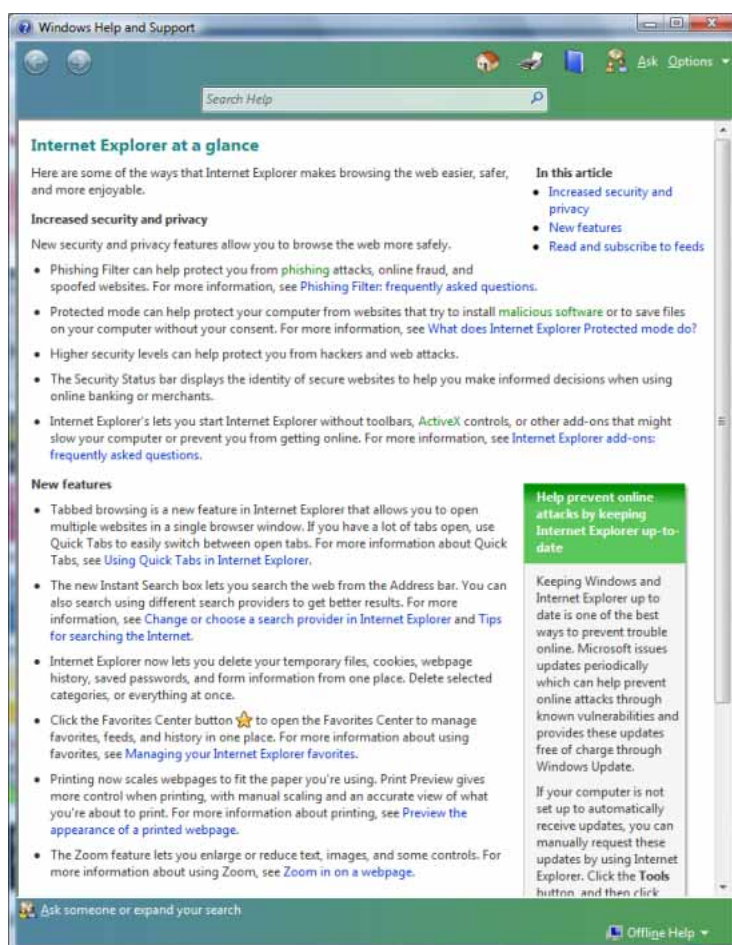 Windows Help and Support
Ask Options
Search Help
Internet Explorer at a glance
Here are some of the ways that Internet Explorer makes browsing the web easier, safer,
and more enjoyable.
In this article
Increased security and
privacy
New features
Read and subscribe to feeds
Increased security and privacy
New security and privacy features allow you to browse the web more safely.
Phishing Filter can help protect you from phishing attacks, online fraud, and
spoofed websites. For more information, see Phishing Filter: frequently asked questions.
Protected mode can help protect your computer from websites that try to install malicious software or to save files
on your computer without your consent. For more information, see What does Internet Explorer Protected mode do?
Higher security levels can help protect you from hackers and web attacks.
The Security Status bar displays the identity of secure websites to help you make informed decisions when using
online banking or merchants.
Internet Explorer's lets you start Internet Explorer without toolbars, ActiveX controls, or other add-ons that might
slow your computer or prevent you from getting online. For more information, see Internet Explorer add-ons:
frequently asked questions.
New features
Tabbed browsing is a new feature in Internet Explorer that allows you to open
multiple websites in a single browser window. If you have a lot of tabs open, use
Quick Tabs to easily switch between open tabs. For more information about Quick
Tabs, see Using Quick Tabs in Internet Explorer.
The new Instant Search box lets you search the web from the Address bar. You can
also search using different search providers to get better results. For more
information, see Change or choose a search provider in Internet Explorer and Tips
for searching the Internet.
Internet Explorer now lets you delete your temporary files, cookies, webpage
history, saved passwords, and form information from one place. Delete selected
categories, or everything at once.
Click the Favorites Center button to open the Favorites Center to manage
favorites, feeds, and history in one place. For more information about using
favorites, see Managing your Internet Explorer favorites.
Printing now scales webpages to fit the paper you're using. Print Preview gives
more control when printing, with manual scaling and an accurate view of what
you're about to print. For more information about printing, see Preview the
appearance of a printed webpage.
The Zoom feature lets you enlarge or reduce text, images, and some controls. For
more information about using Zoom, see Zoom in on a webpage.
Help prevent online
attacks by keeping
Internet Explorer up-to-
date
Keeping Windows and
Internet Explorer up to
date is one of the best
ways to prevent trouble
online. Microsoft issues
updates periodically
which can help prevent
online attacks through
known vulnerabilities and
provides these updates
free of charge through
Windows Update.
If your computer is not
set up to automatically
receive updates, you can
manually request these
updates by using Internet
Explorer. Click the Tools
button, and then click
Ask someone or expand your search
Offline Help